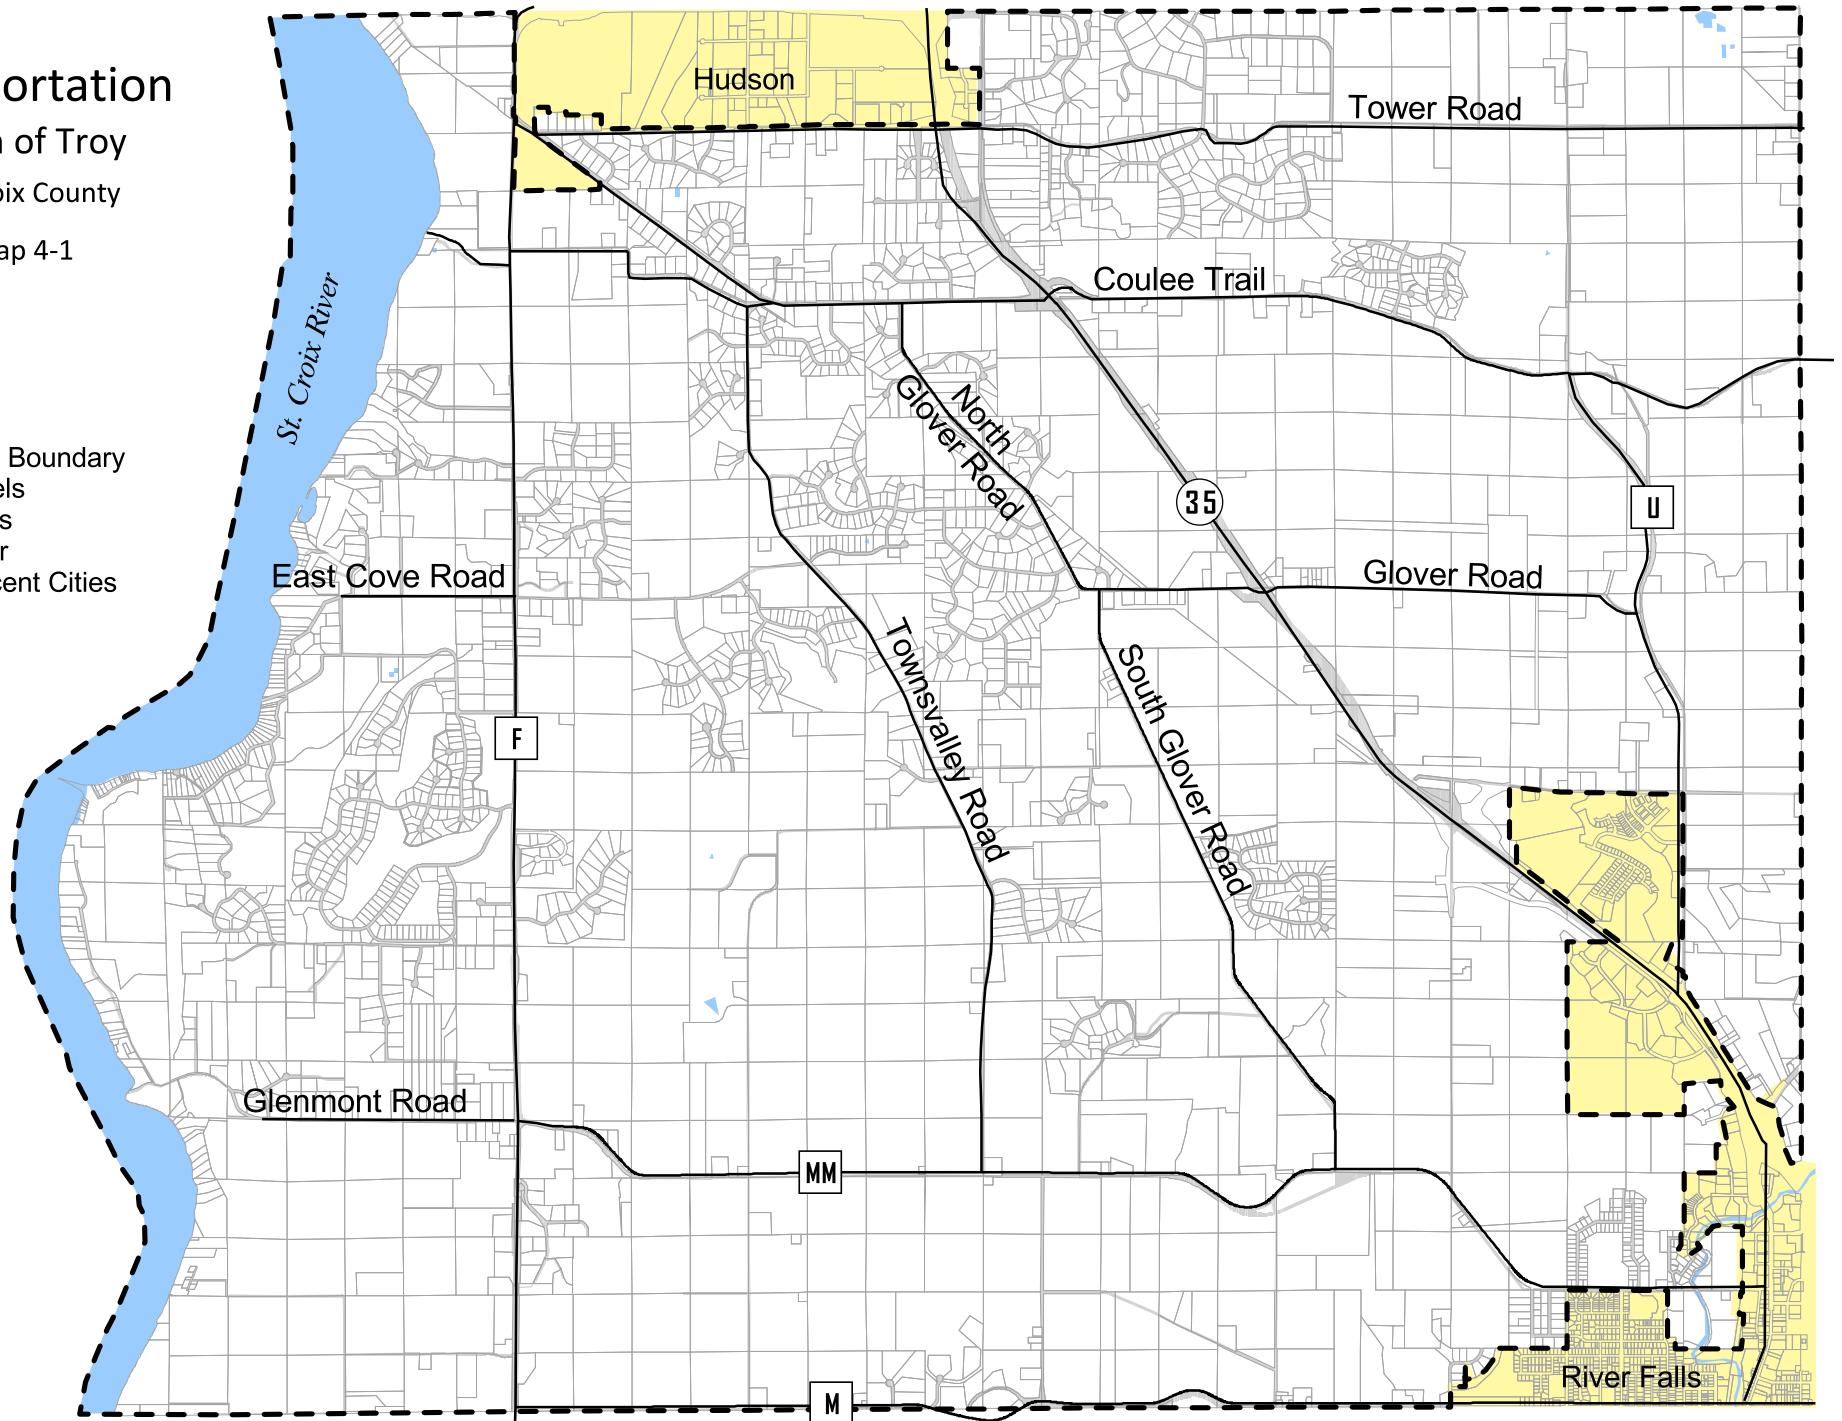 ortation
of Troy
oix County
ap 4-1
Boundary
els
s
r
cent Cities
Hudson
Tower Road
Coulee Trail
St. Croix River
North
Glover Road
35
U
East Cove Road
Glover Road
Townsvalley Road
South Glover Road
F
Glenmont Road
MM
River Falls
M